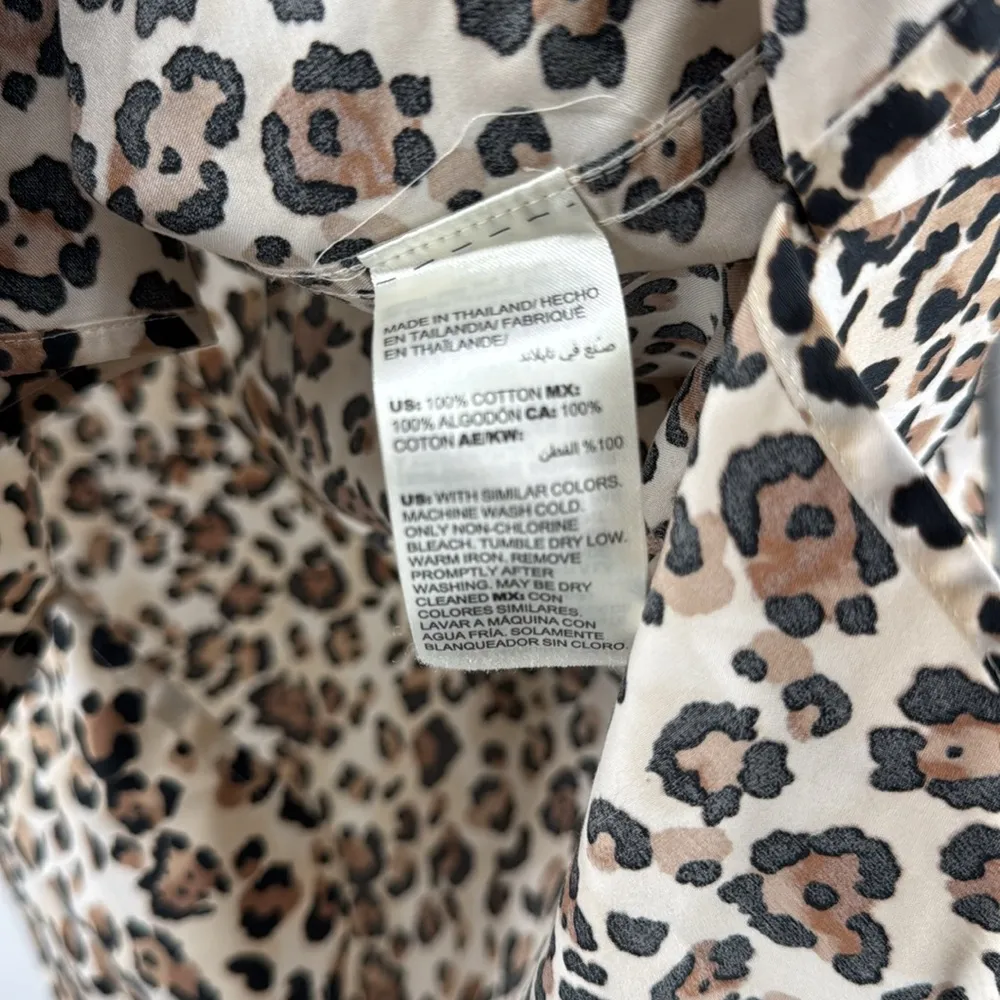 MADE IN THAILAND/ HECHO
EN TAILANDIA/ FABRIQUÉ
EN THAÏLANDE/
صنع في تايلاند
US: 100% COTTON MX:
100% ALGODÓN CA: 100%
COTON AE/KW:
100% القطن
US: WITH SIMILAR COLORS.
MACHINE WASH COLD.
ONLY NON-CHLORINE
BLEACH. TUMBLE DRY LOW.
WARM IRON. REMOVE
PROMPTLY AFTER
WASHING. MAY BE DRY
CLEANED MX: CON
COLORES SIMILARES.
LAVAR A MÁQUINA CON
AGUA FRÍA. SOLAMENTE
BLANQUEADOR SIN CLORO.